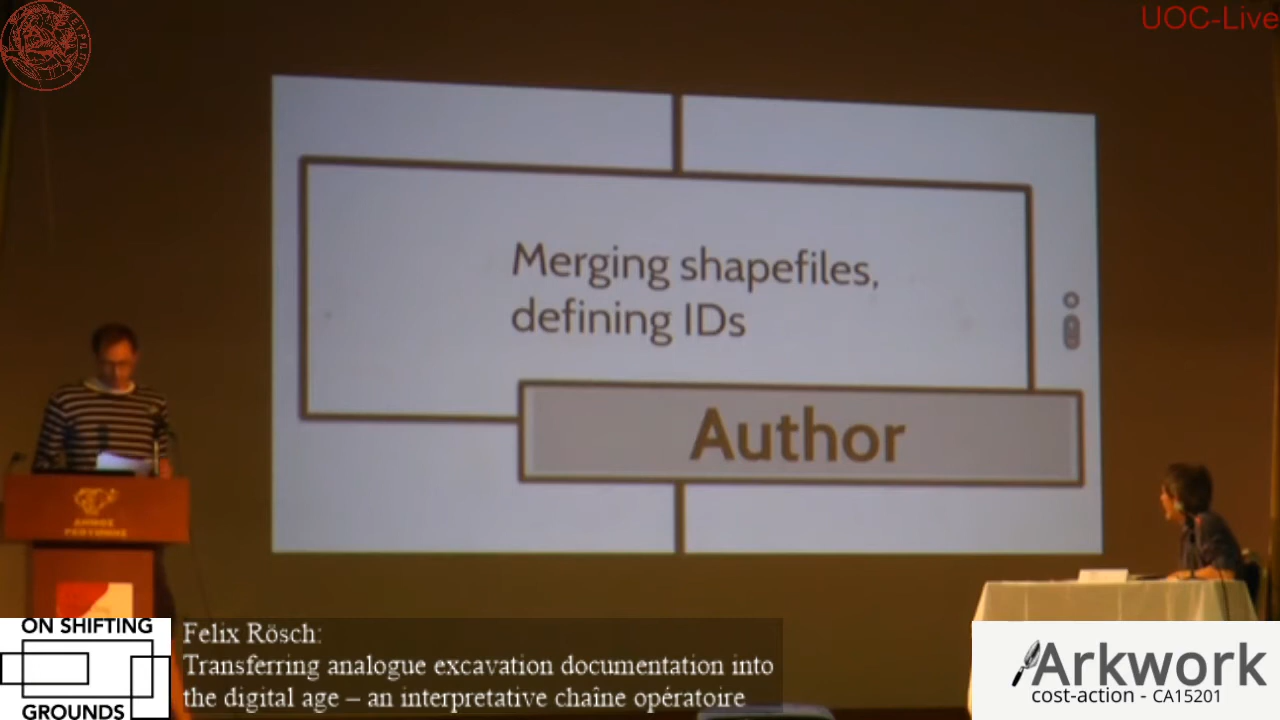 UOC-Live
Merging shapefiles,
defining IDs
Author
ON SHIFTING
GROUNDS
Felix Rösch:
Transferring analogue excavation documentation into
the digital age – an interpretative chaîne opératoire
Arkwork
cost-action - CA15201